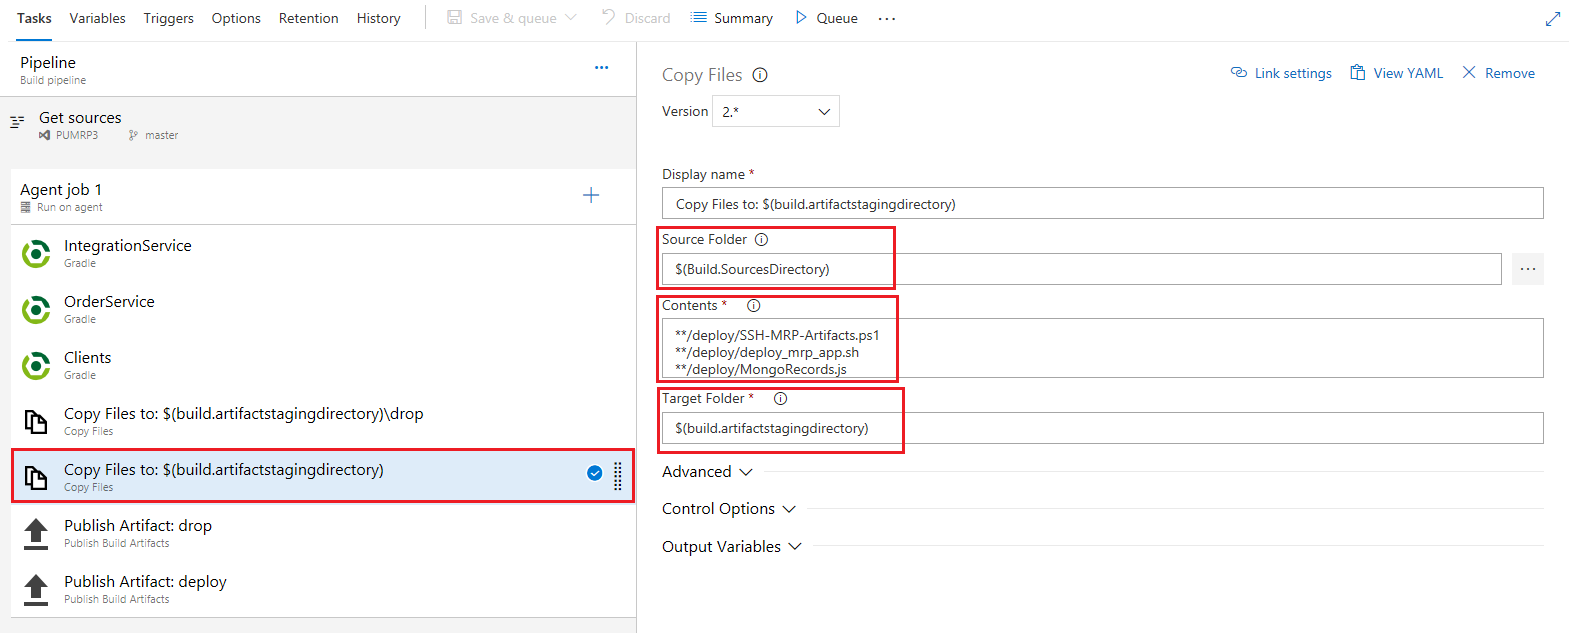 Tasks Variables Triggers Options Retention History Save & queue Discard Summary Queue ...
Pipeline
Build pipeline
...
Get sources
PUMRP3 master
Agent job 1
Run on agent
IntegrationService
Gradle
OrderService
Gradle
Clients
Gradle
Copy Files to: $(build.artifactstagingdirectory)\drop
Copy Files
Copy Files to: $(build.artifactstagingdirectory)
Copy Files
Publish Artifact: drop
Publish Build Artifacts
Publish Artifact: deploy
Publish Build Artifacts
Copy Files
Link settings View YAML Remove
Version 2.*
Display name *
Copy Files to: $(build.artifactstagingdirectory)
Source Folder
$(Build.SourcesDirectory)
...
Contents *
**/deploy/SSH-MRP-Artifacts.ps1
**/deploy/deploy_mrp_app.sh
**/deploy/MongoRecords.js
Target Folder *
$(build.artifactstagingdirectory)
Advanced
Control Options
Output Variables